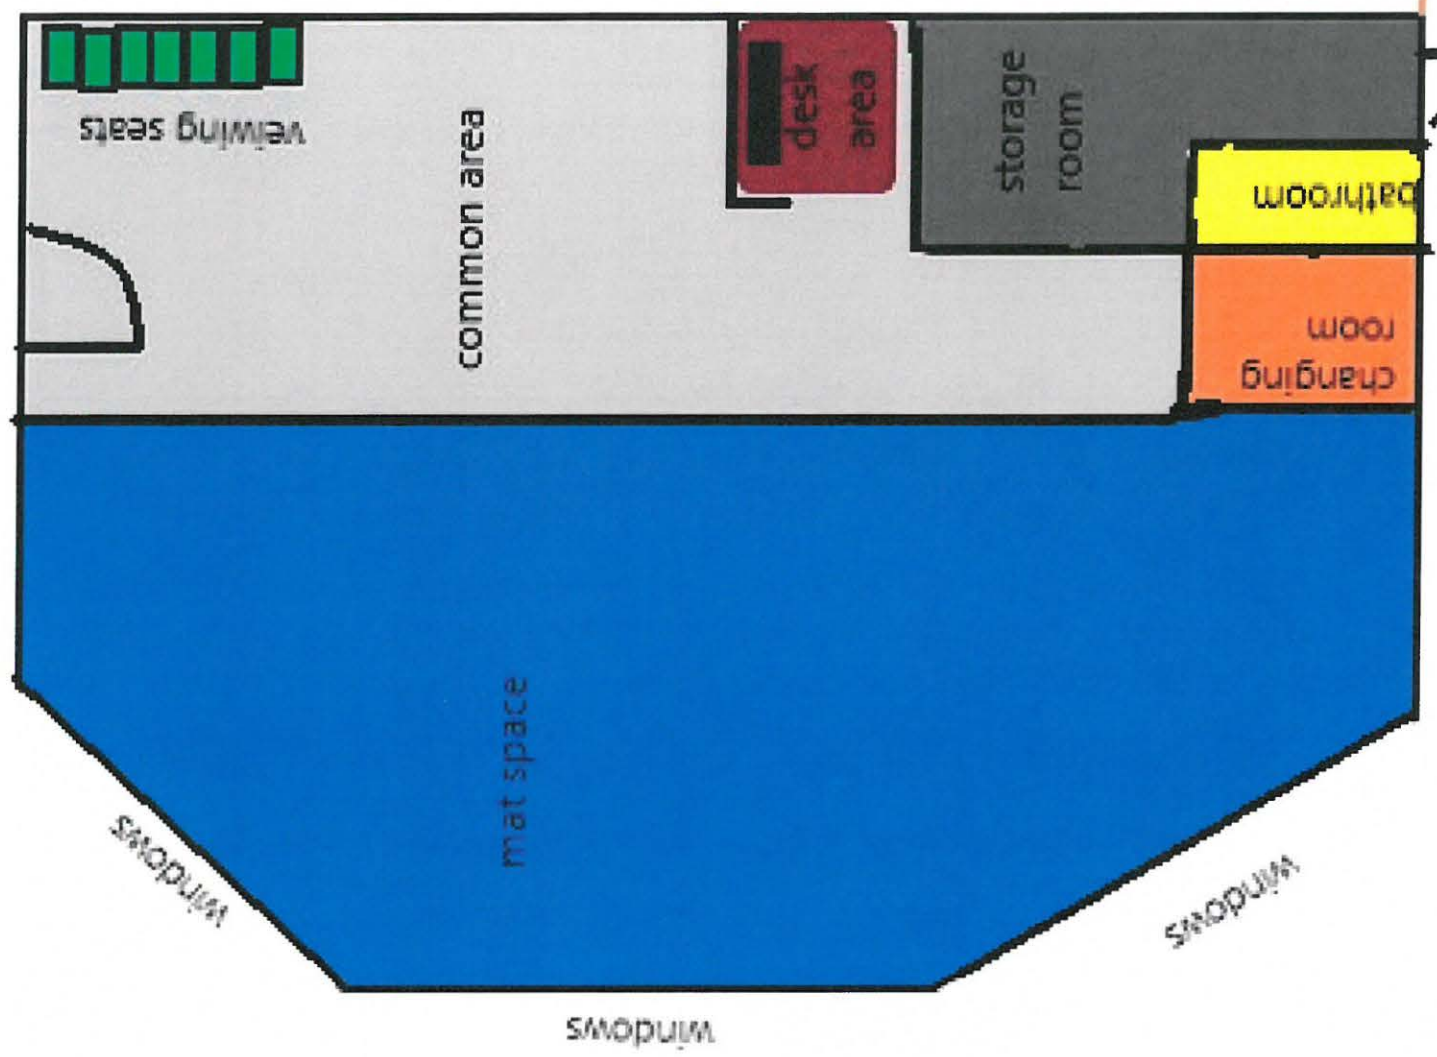 veiwing seats
common area
desk
area
storage
room
bathroom
changing
room
mat space
windows
windows
windows